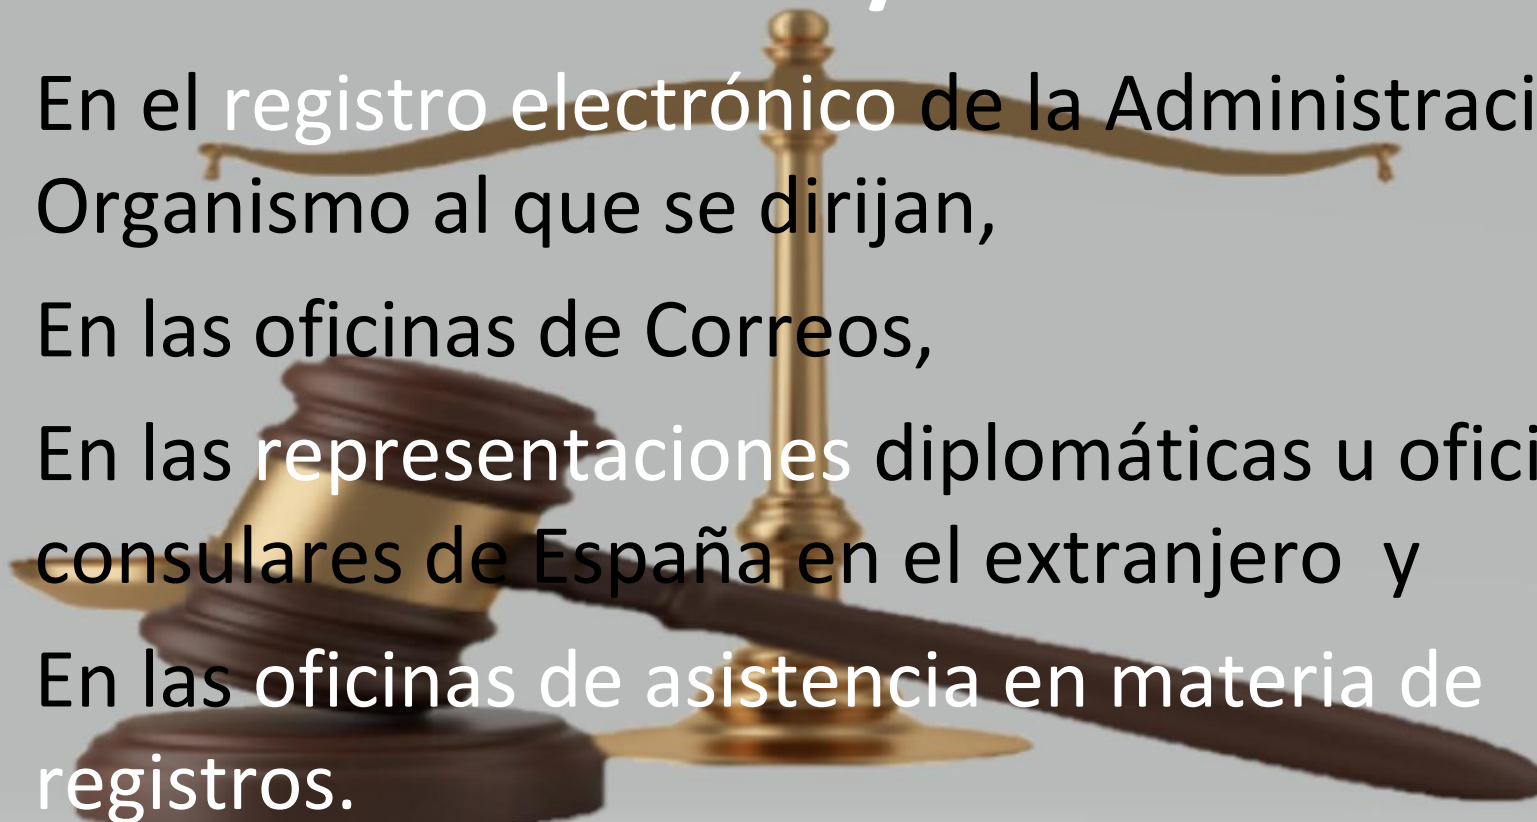 En el registro electrónico de la Administraci
Organismo al que se dirijan,
En las oficinas de Correos,
En las representaciones diplomáticas u ofici
consulares de España en el extranjero y
En las oficinas de asistencia en materia de
registros.